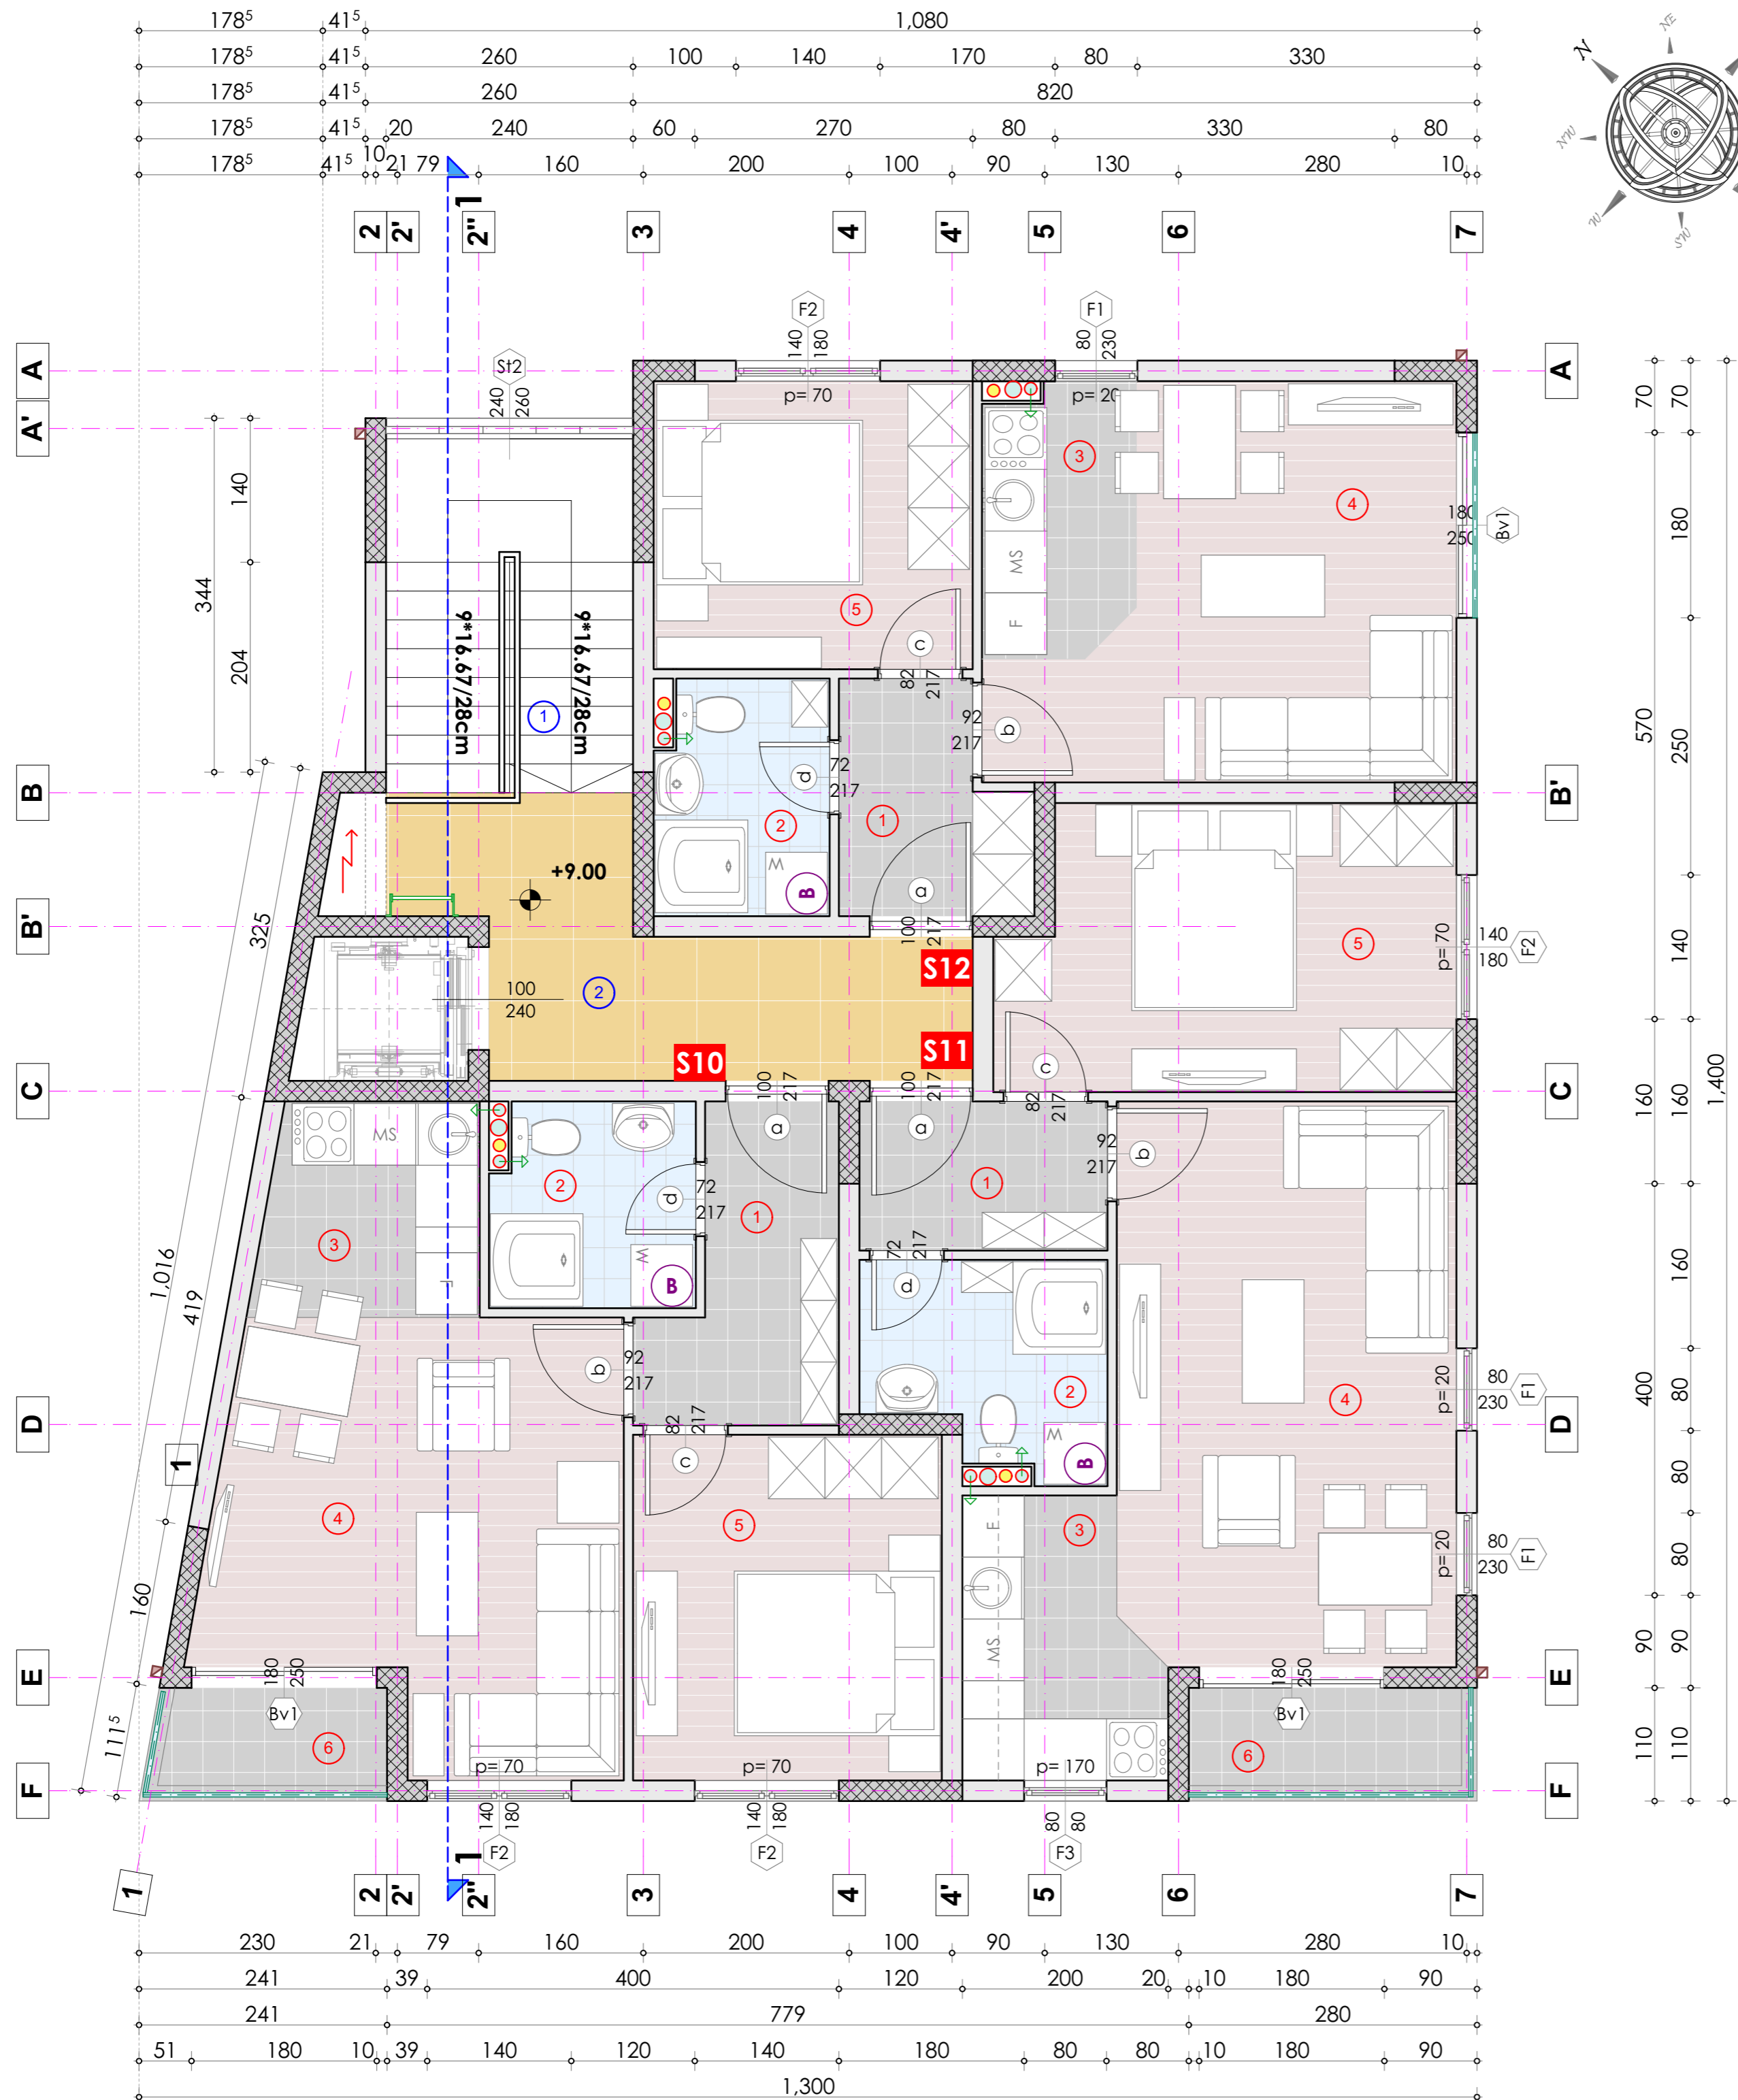 178⁵ 41⁵ 1,080
178⁵ 41⁵ 260 100 140 170 80 330
178⁵ 41⁵ 260 820
178⁵ 41⁵ 20 240 60 270 80 330 80
178⁵ 41⁵ 10 21 79 160 200 100 90 130 280 10
N NE NW W SW
1
2 2' 2" 3 4 4' 5 6 7
F2 140 180 p= 70
F1 80 230 p= 20
St2 240 260
A A
A'
140
344
204
9*16.67/28cm 9*16.67/28cm
1
5
3
4
MS
F
180 250 Bv1
c 82 217
92 217 b
d 72 217
2
1
W B
a 100 217
B B'
+9.00
B'
325
100 240
2
S12
S11
S10
5
p= 70 140 180 F2
c 82 217
C C
MS
100 217 a
100 217 a
92 217 b
2
d 72 217
1
1
3
W B
72 217 d
1,016
419
92 217 b
2
4
p= 20 80 230 F1
D D
82 217 c
W B
1
4
5
3
E
p= 20 80 230 F1
MS
160
E E
180 250 Bv1
180 250 Bv1
6
6
111⁵
p= 70 p= 70 p= 170
F F
140 180 F2
140 180 F2
80 80 F3
70 70
180
570 250
140
1,400
160 160
160
400 80
80
80
90 90
110 110
1
1 2 2' 2" 3 4 4' 5 6 7
230 21 79 160 200 100 90 130 280 10
241 39 400 120 200 20 10 180 90
241 779 280
51 180 10 39 140 120 140 180 80 80 10 180 90
1,300